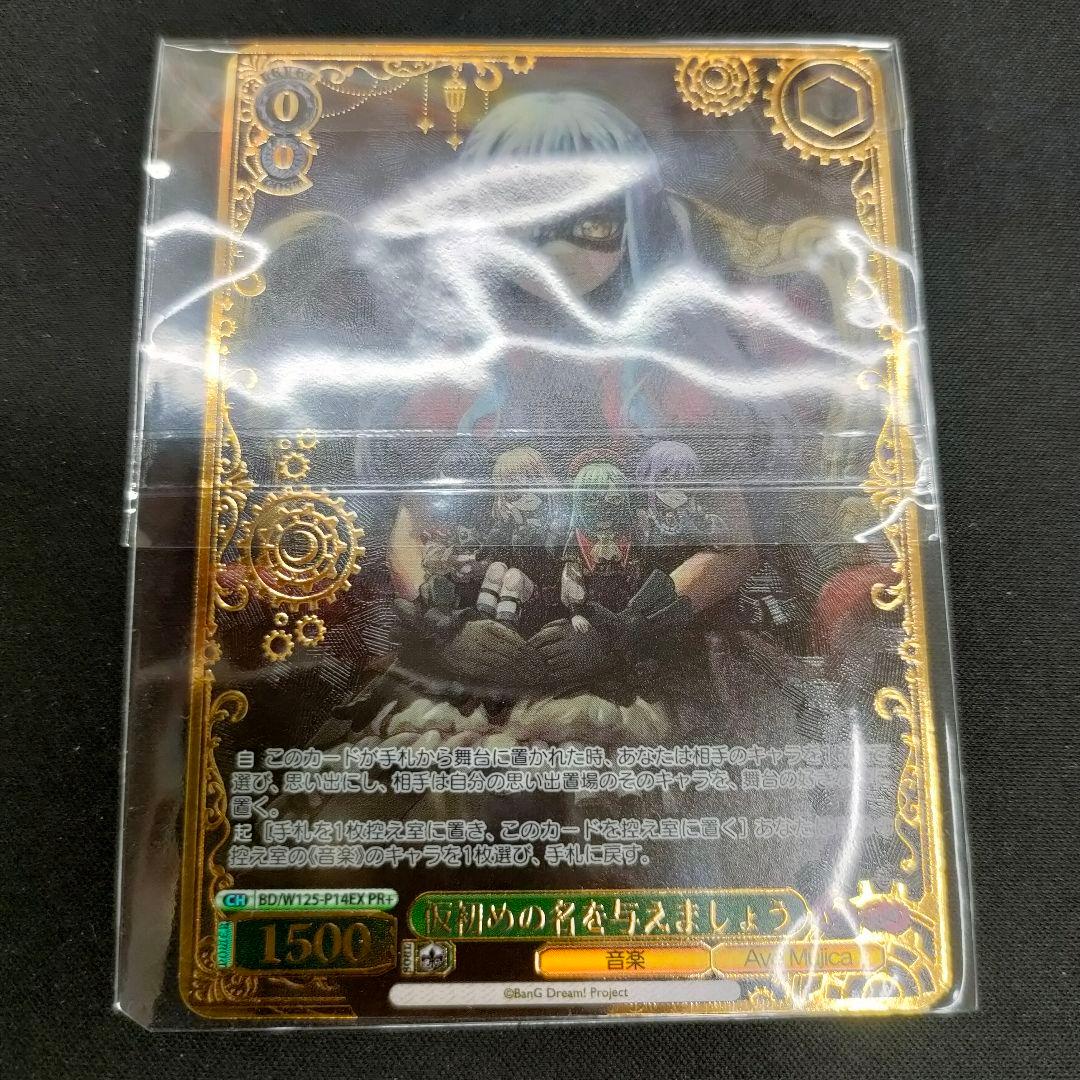 0
0
自 このカードが手札から舞台に置かれた時、あなたは相手のキャラを
選び、思い出にし、相手は自分の思い出置場のそのキャラを、舞台の
置く。
起 [手札を1枚控え室に置き、このカードを控え室に置く] あなたは
控え室の《音楽》のキャラを1枚選び、手札に戻す。
CH BD/W125-P14EX PR+
仮初めの名を与えましょう
POWER 1500 SOUL
音楽 Ave Mujica
©BanG Dream! Project